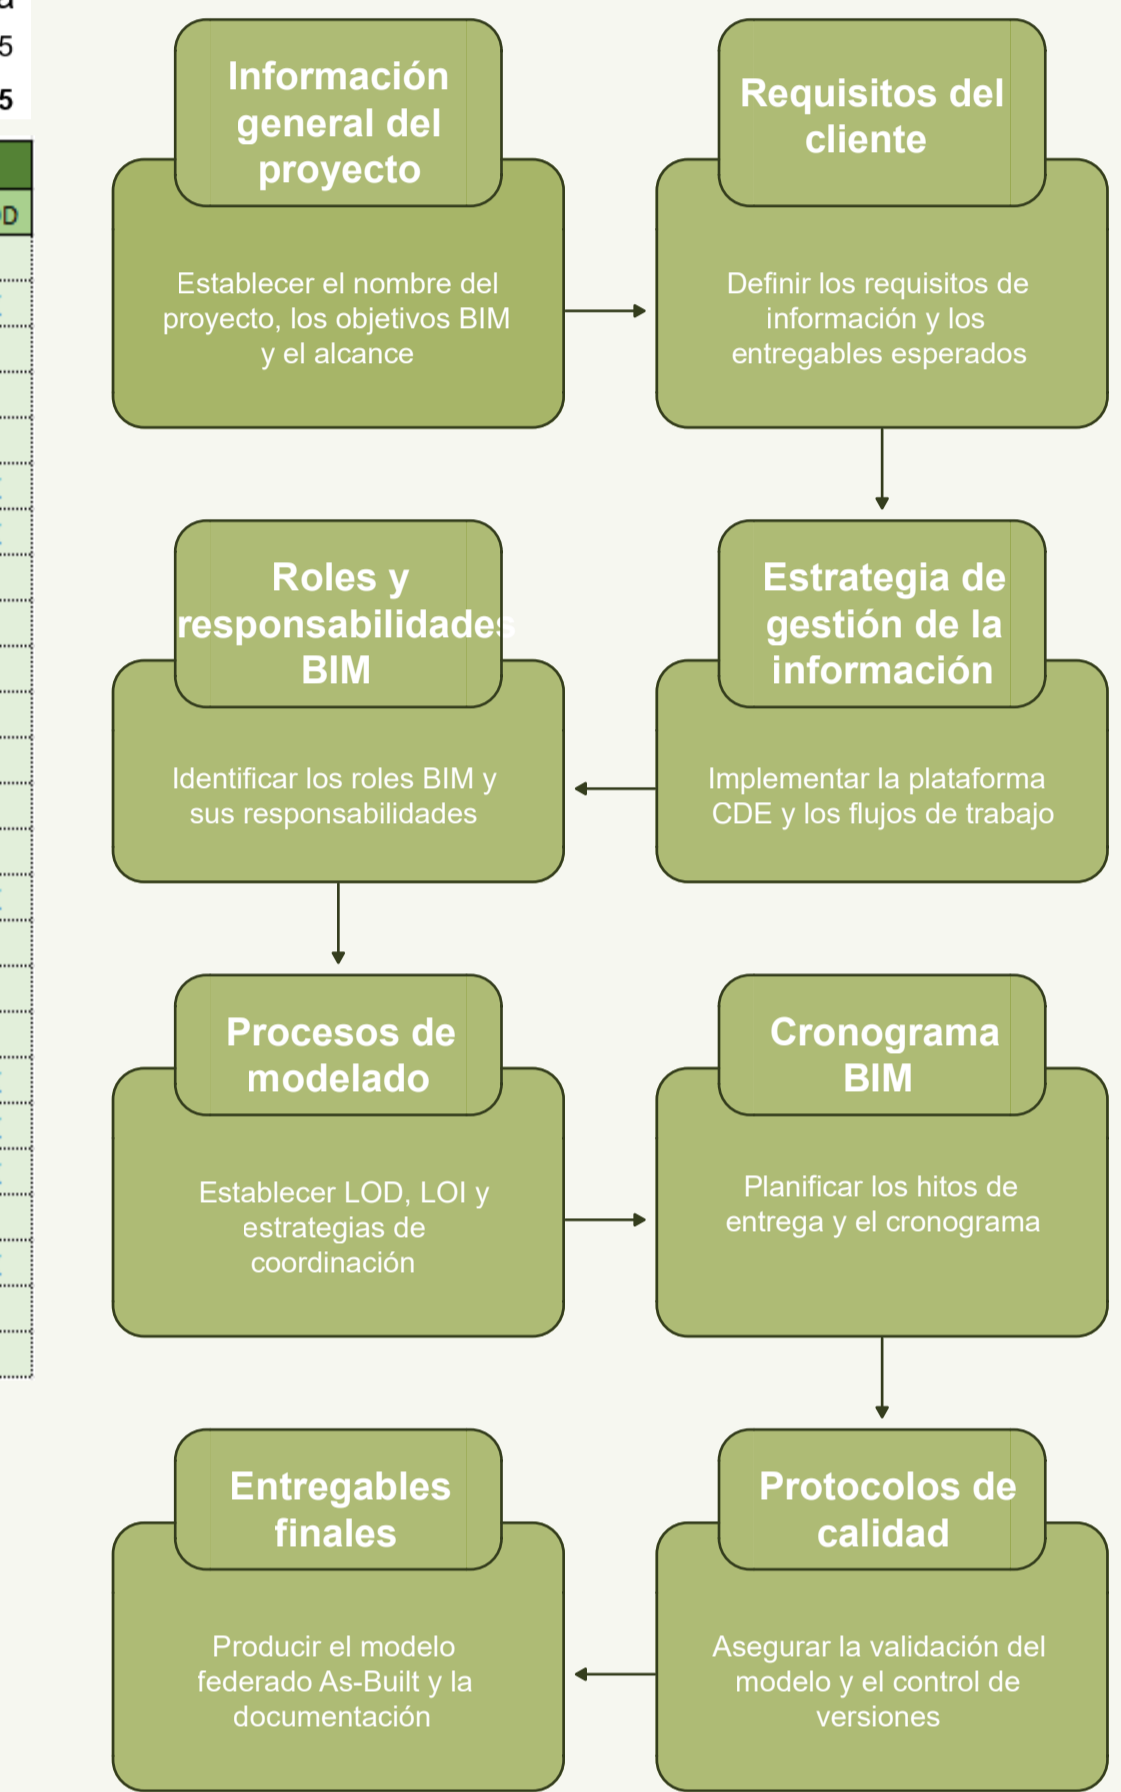 a
5
5
OD
Información
general del
proyecto
Establecer el nombre del
proyecto, los objetivos BIM
y el alcance
Requisitos del
cliente
Definir los requisitos de
información y los
entregables esperados
Estrategia de
gestión de la
información
Implementar la plataforma
CDE y los flujos de trabajo
Roles y
responsabilidades
BIM
Identificar los roles BIM y
sus responsabilidades
Procesos de
modelado
Establecer LOD, LOI y
estrategias de
coordinación
Cronograma
BIM
Planificar los hitos de
entrega y el cronograma
Protocolos de
calidad
Asegurar la validación del
modelo y el control de
versiones
Entregables
finales
Producir el modelo
federado As-Built y la
documentación